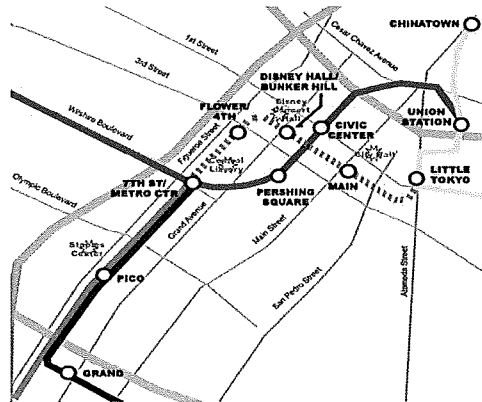 CHINATOWN
Cesar Chavez Avenue
1st Street
3rd Street
DISNEY HALL/
BUNKER HILL
Disney
Hall
FLOWER/
4TH
UNION
STATION
CIVIC
CENTER
Wilshire Boulevard
Figueroa Street
City Hall
Central
Library
LITTLE
TOKYO
7TH ST/
METRO CTR
MAIN
PERSHING
SQUARE
Olympic Boulevard
Grand Avenue
Main Street
Staples
Center
San Pedro Street
Alameda Street
PICO
GRAND